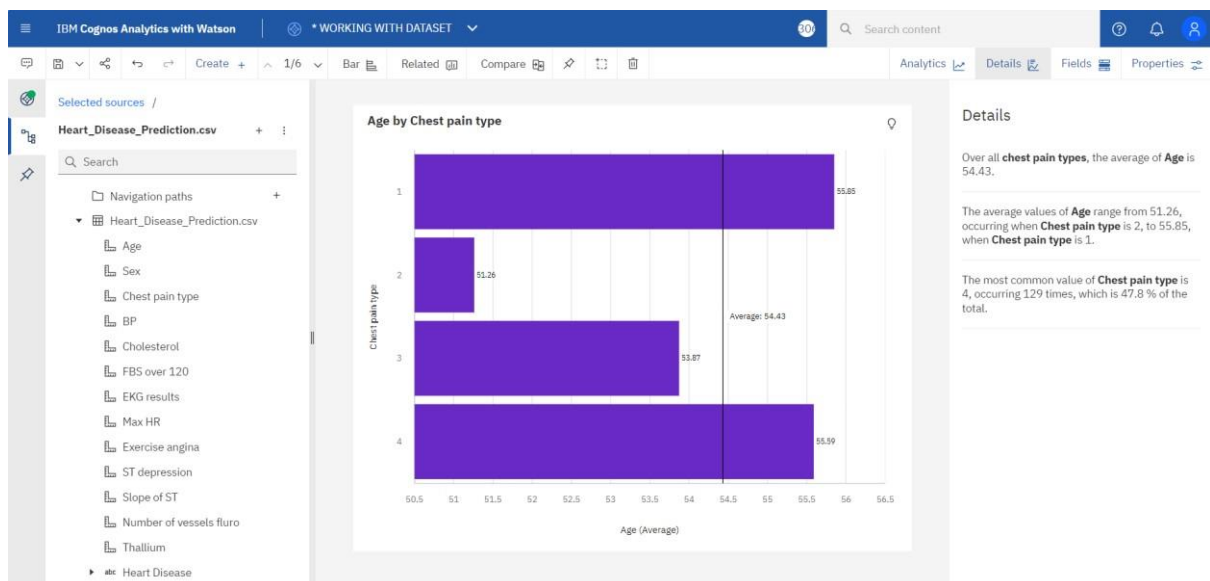 IBM Cognos Analytics with Watson
* WORKING WITH DATASET
Search content
Create +
1/6
Bar
Related
Compare
Analytics
Details
Fields
Properties
Selected sources /
Heart_Disease_Prediction.csv
Search
Navigation paths
Heart_Disease_Prediction.csv
Age
Sex
Chest pain type
BP
Cholesterol
FBS over 120
EKG results
Max HR
Exercise angina
ST depression
Slope of ST
Number of vessels fluro
Thallium
abc Heart Disease
Age by Chest pain type
Chest pain type
1
55.85
2
51.26
Average: 54.43
3
53.87
4
55.59
50.5 51 51.5 52 52.5 53 53.5 54 54.5 55 55.5 56 56.5
Age (Average)
Details
Over all chest pain types, the average of Age is
54.43.
The average values of Age range from 51.26,
occurring when Chest pain type is 2, to 55.85,
when Chest pain type is 1.
The most common value of Chest pain type is
4, occurring 129 times, which is 47.8 % of the
total.